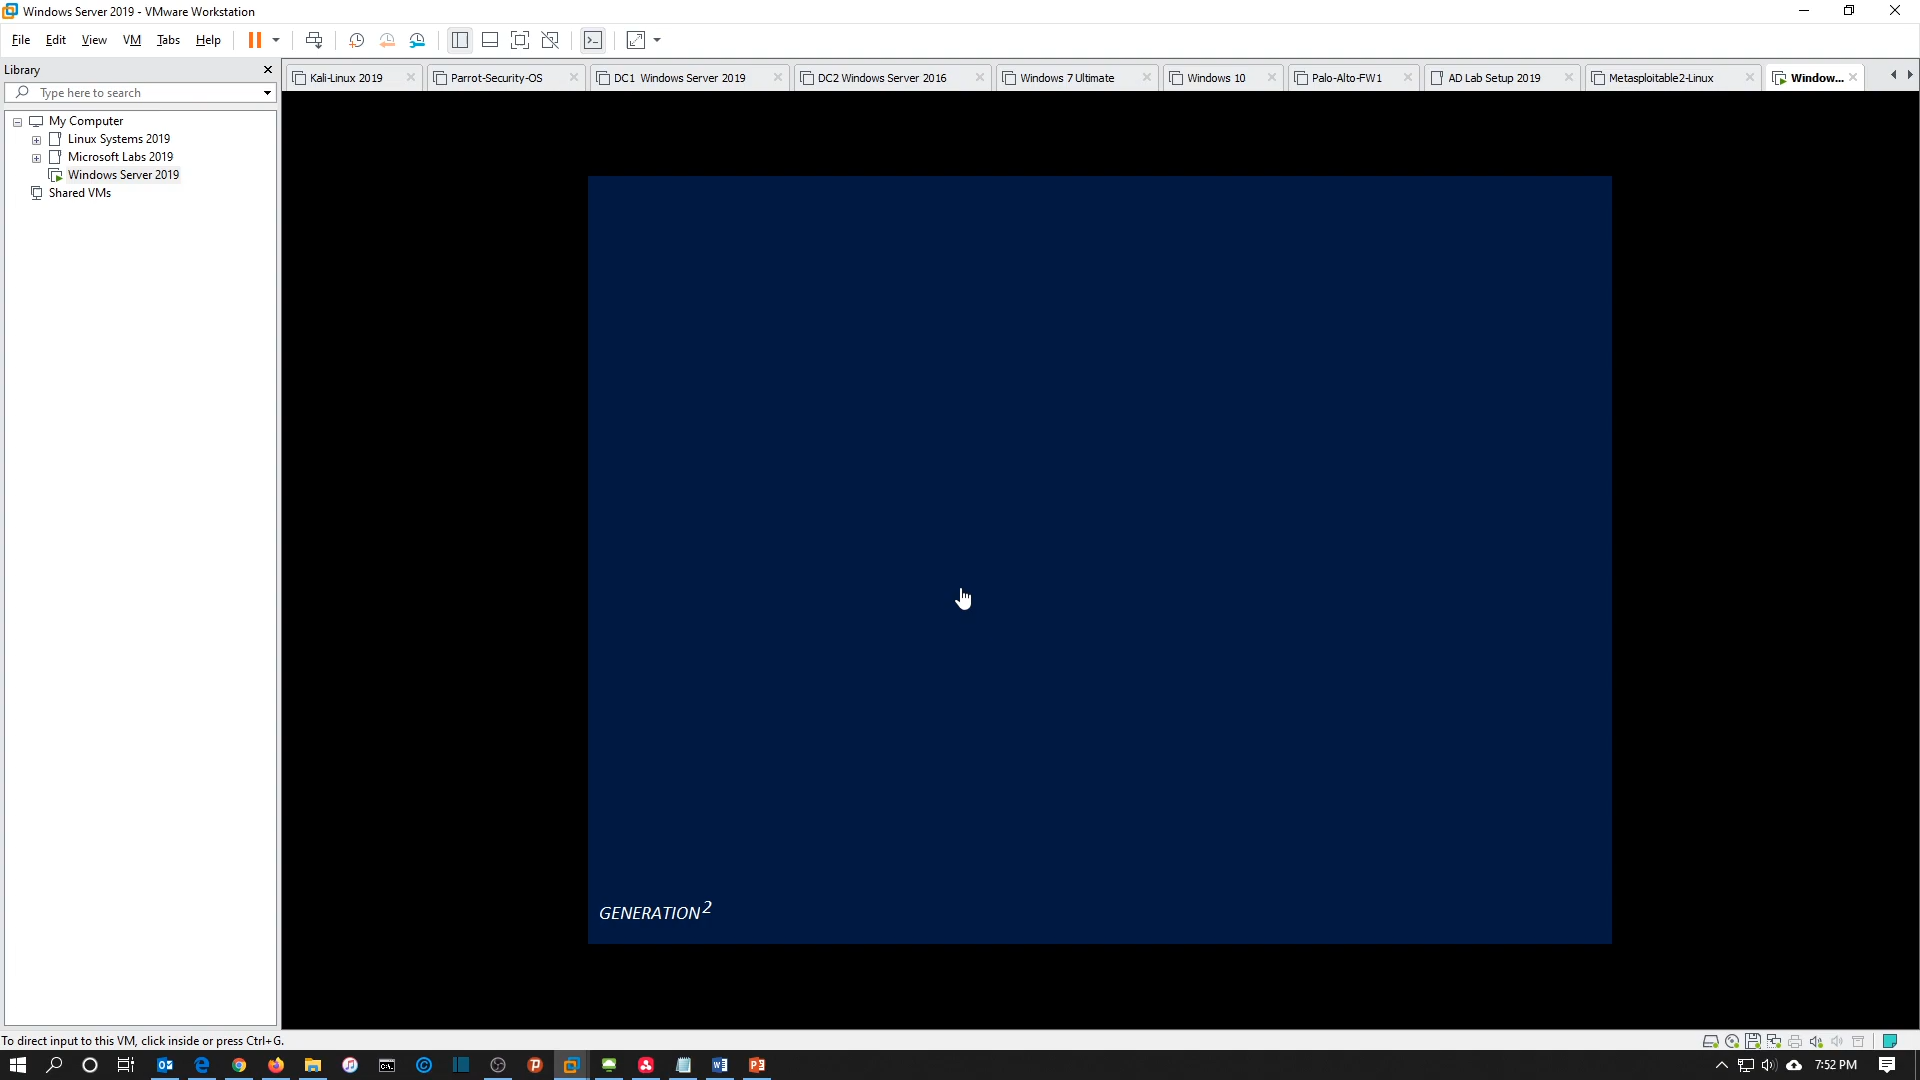 Windows Server 2019 - VMware Workstation
File Edit View VM Tabs Help
Library
Type here to search
Kali-Linux 2019
Parrot-Security-OS
DC1 Windows Server 2019
DC2 Windows Server 2016
Windows 7 Ultimate
Windows 10
Palo-Alto-FW1
AD Lab Setup 2019
Metasploitable2-Linux
Window...
My Computer
Linux Systems 2019
Microsoft Labs 2019
Windows Server 2019
Shared VMs
GENERATION²
To direct input to this VM, click inside or press Ctrl+G.
7:52 PM